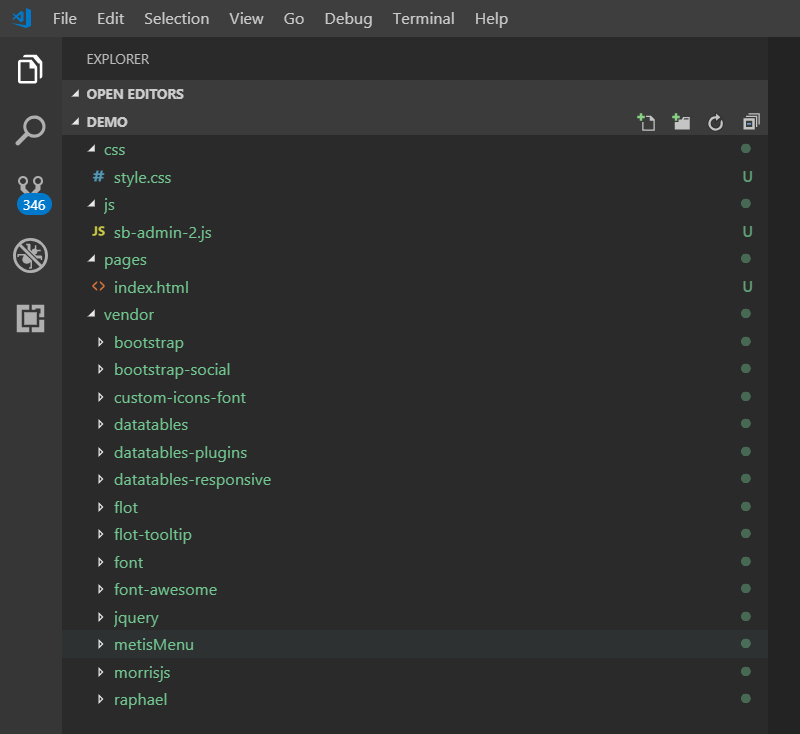 File Edit Selection View Go Debug Terminal Help
EXPLORER
OPEN EDITORS
DEMO
css
# style.css U
js
JS sb-admin-2.js U
pages
<> index.html U
vendor
bootstrap
bootstrap-social
custom-icons-font
datatables
datatables-plugins
datatables-responsive
flot
flot-tooltip
font
font-awesome
jquery
metisMenu
morrisjs
raphael
346